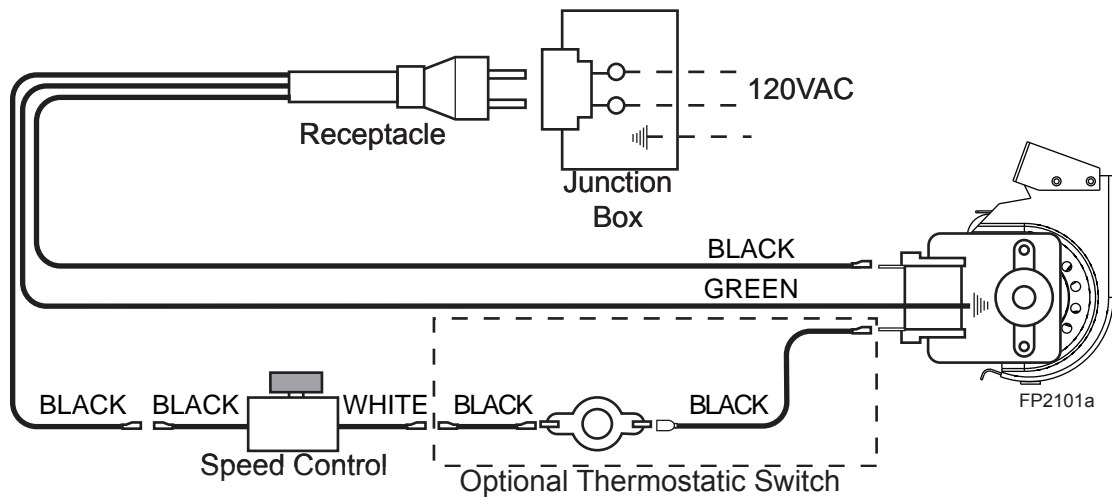 120VAC
Receptacle
Junction
Box
BLACK
GREEN
BLACK
BLACK
WHITE
BLACK
BLACK
FP2101a
Speed Control
Optional Thermostatic Switch